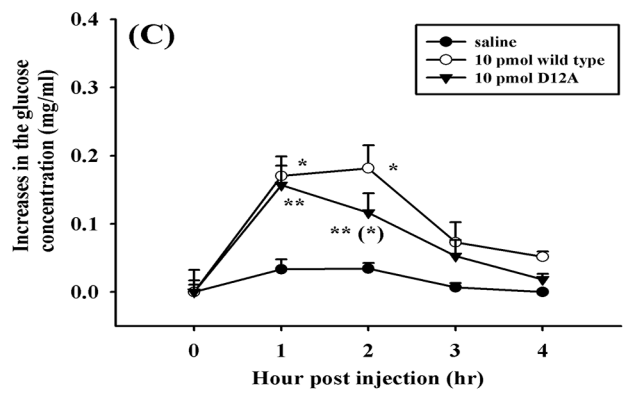 (C)
saline
10 pmol wild type
10 pmol D12A
Increases in the glucose
concentration (mg/ml)
0.4
0.3
0.2
0.1
0.0
*
*
**
** (*)
0 1 2 3 4
Hour post injection (hr)